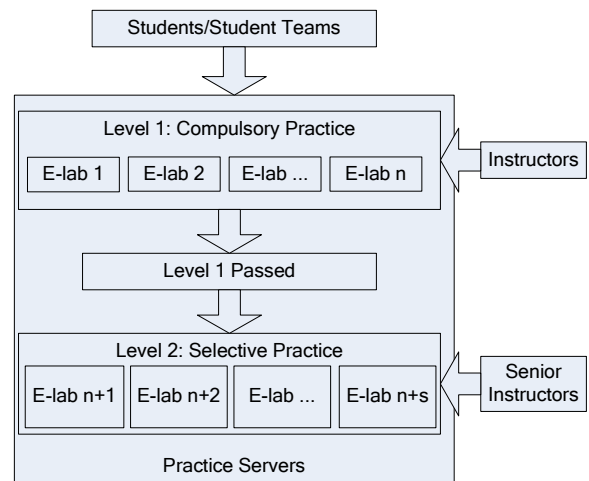 Students/Student Teams
Level 1: Compulsory Practice
E-lab 1
E-lab 2
E-lab ...
E-lab n
Instructors
Level 1 Passed
Level 2: Selective Practice
E-lab n+1
E-lab n+2
E-lab ...
E-lab n+s
Senior
Instructors
Practice Servers